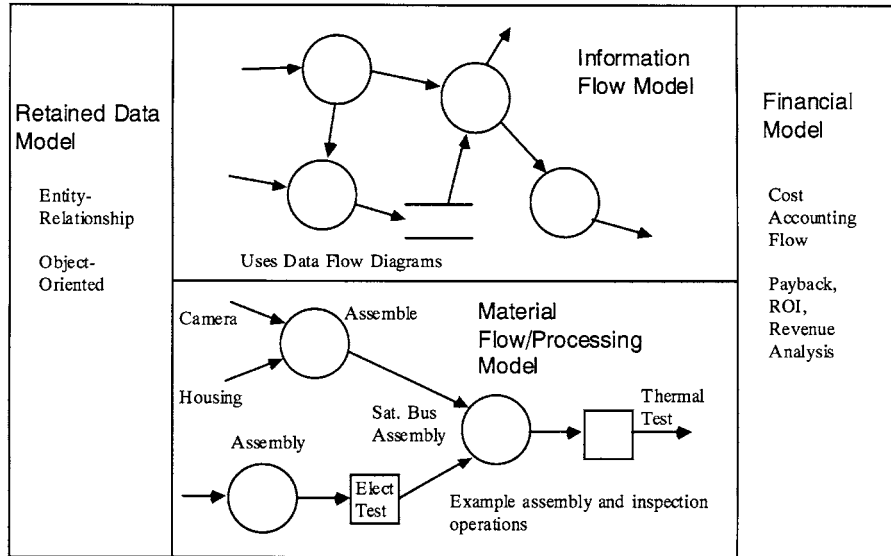 Retained Data
Model
Entity-
Relationship
Object-
Oriented
Information
Flow Model
Uses Data Flow Diagrams
Camera
Housing
Assemble
Material
Flow/Processing
Model
Assembly
Elect
Test
Sat. Bus
Assembly
Thermal
Test
Example assembly and inspection
operations
Financial
Model
Cost
Accounting
Flow
Payback,
ROI,
Revenue
Analysis